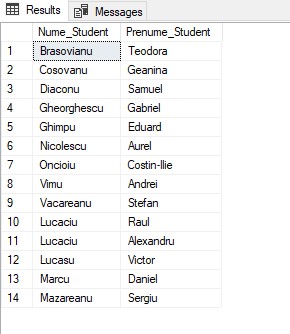 Results Messages
Nume_Student Prenume_Student
1 Brasovianu Teodora
2 Cosovanu Geanina
3 Diaconu Samuel
4 Gheorghescu Gabriel
5 Ghimpu Eduard
6 Nicolescu Aurel
7 Oncioiu Costin-Ilie
8 Vimu Andrei
9 Vacareanu Stefan
10 Lucaciu Raul
11 Lucaciu Alexandru
12 Lucasu Victor
13 Marcu Daniel
14 Mazareanu Sergiu